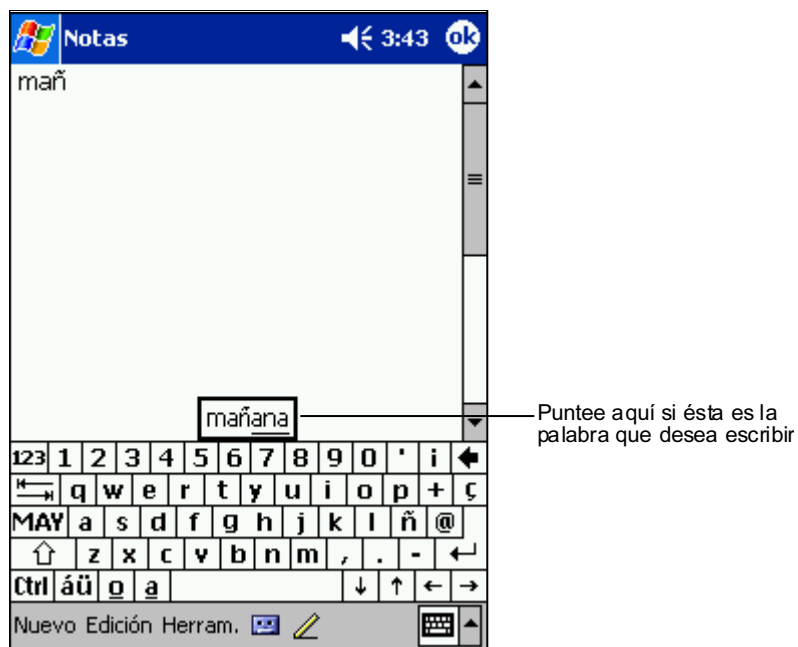 Notas 3:43 ok
mañ
mañana
Puntee aquí si ésta es la
palabra que desea escribir
123 1 2 3 4 5 6 7 8 9 0 ' ¡
q w e r t y u i o p + ç
MAY a s d f g h j k l ñ @
z x c v b n m , . -
Ctrl áü o a ↓ ↑ ← →
Nuevo Edición Herram.